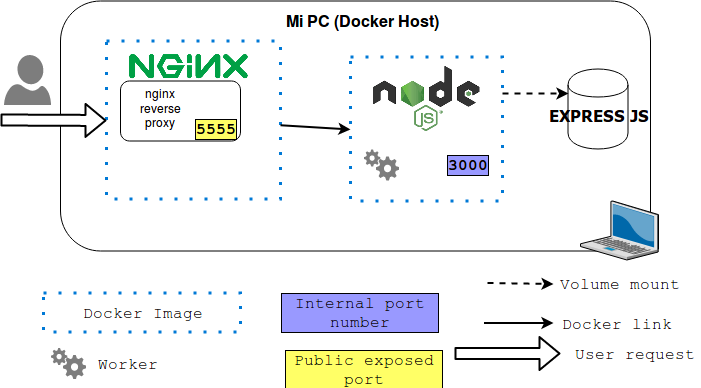 Mi PC (Docker Host)
NGINX
nginx
reverse
proxy
5555
node
JS
3000
EXPRESS JS
Docker Image
Worker
Internal port
number
Public exposed
port
Volume mount
Docker link
User request